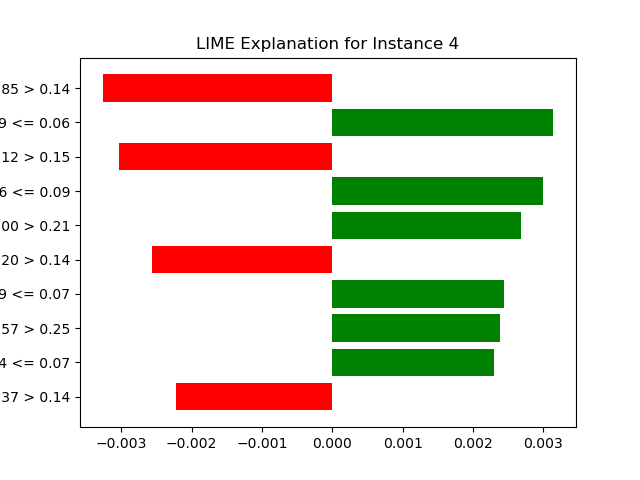 LIME Explanation for Instance 4
85 > 0.14
9 <= 0.06
12 > 0.15
6 <= 0.09
00 > 0.21
20 > 0.14
9 <= 0.07
57 > 0.25
4 <= 0.07
37 > 0.14
−0.003 −0.002 −0.001 0.000 0.001 0.002 0.003